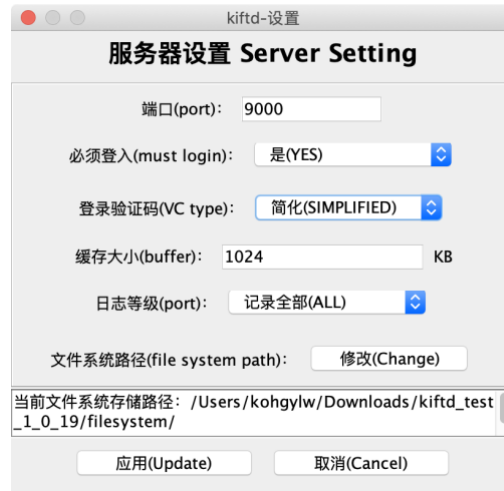 kiftd-设置
服务器设置 Server Setting
端口(port)： 9000
必须登入(must login)： 是(YES)
登录验证码(VC type)： 简化(SIMPLIFIED)
缓存大小(buffer)： 1024 KB
日志等级(port)： 记录全部(ALL)
文件系统路径(file system path)： 修改(Change)
当前文件系统存储路径：/Users/kohgylw/Downloads/kiftd_test
_1_0_19/filesystem/
应用(Update) 取消(Cancel)